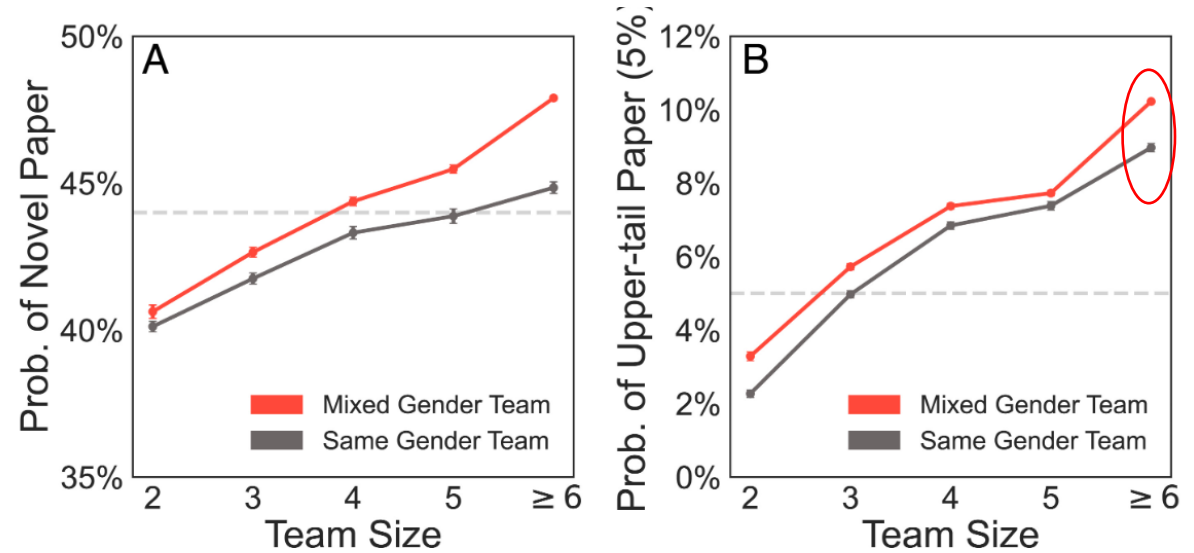 A
Prob. of Novel Paper
50%
45%
40%
35%
Mixed Gender Team
Same Gender Team
2 3 4 5 ≥ 6
Team Size
B
Prob. of Upper-tail Paper (5%
12%
10%
8%
6%
4%
2%
0%
Mixed Gender Team
Same Gender Team
2 3 4 5 ≥ 6
Team Size